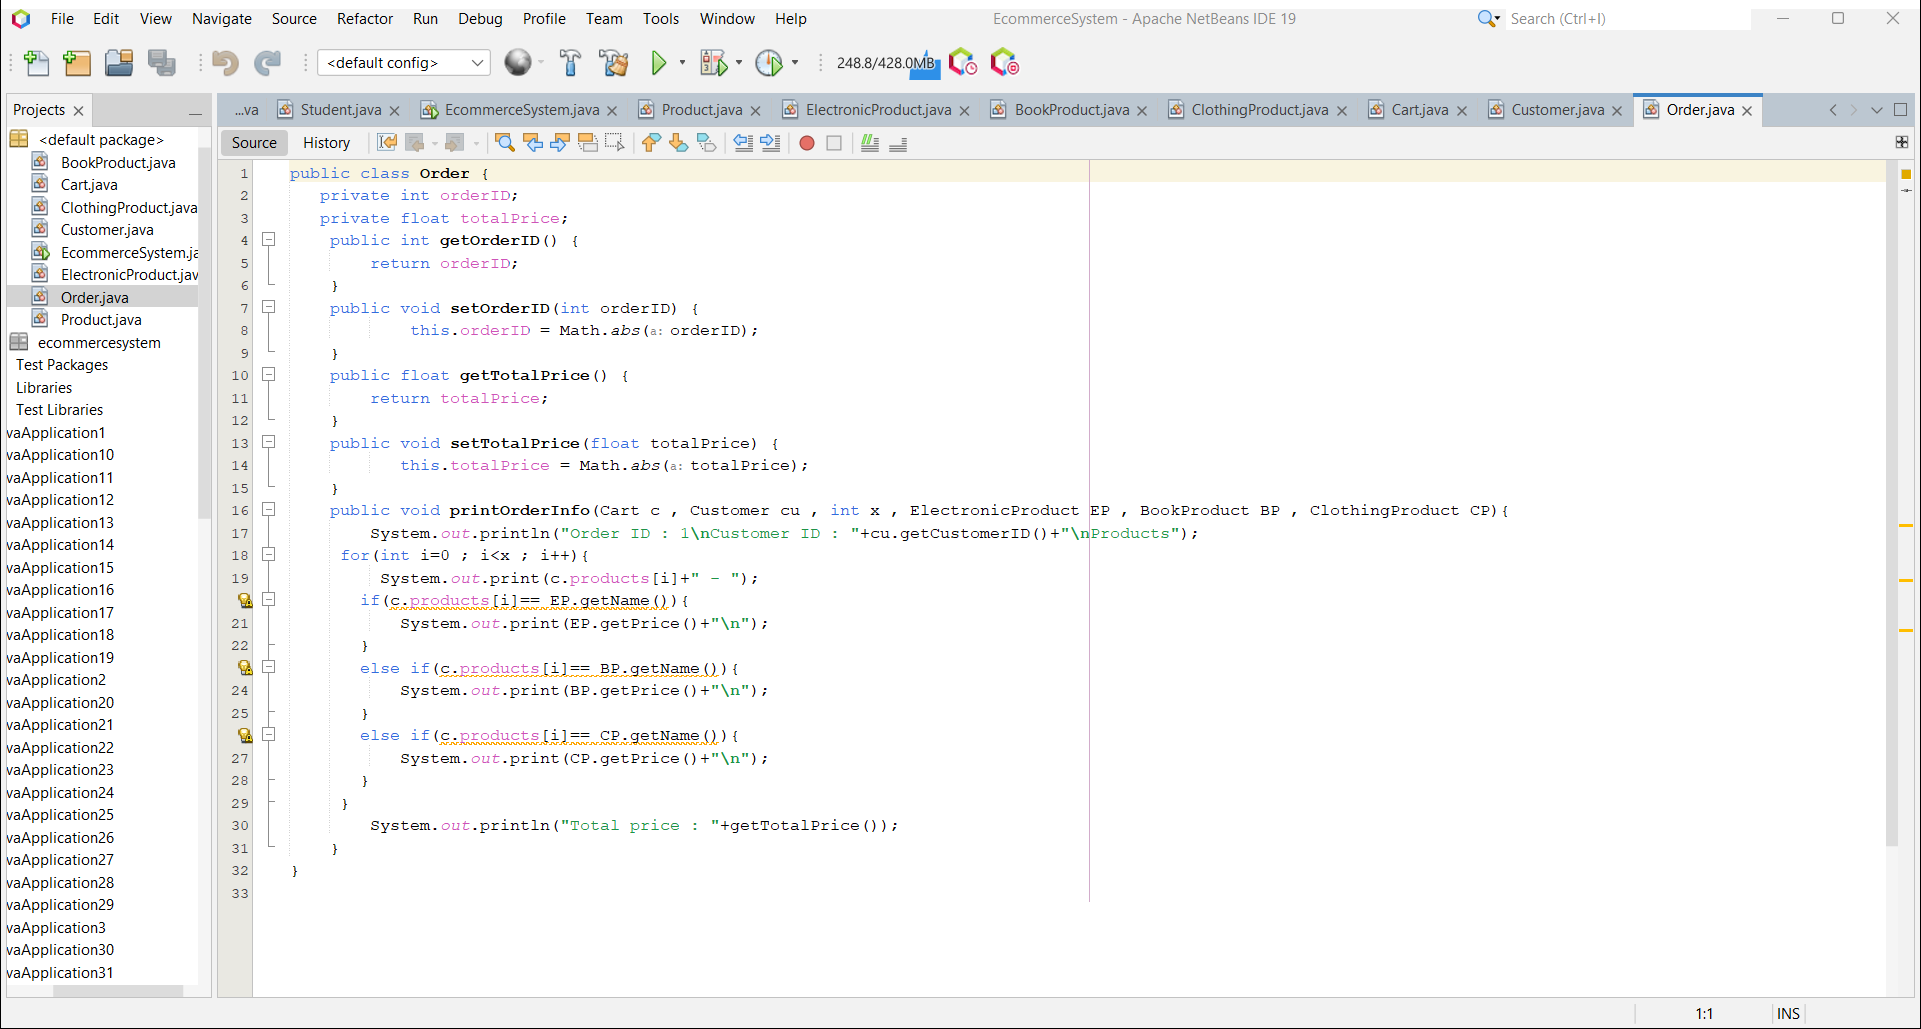 File Edit View Navigate Source Refactor Run Debug Profile Team Tools Window Help EcommerceSystem - Apache NetBeans IDE 19 Search (Ctrl+I)
<default config> 248.8/428.0MB
Projects ...va Student.java EcommerceSystem.java Product.java ElectronicProduct.java BookProduct.java ClothingProduct.java Cart.java Customer.java Order.java
Source History
<default package>
BookProduct.java
Cart.java
ClothingProduct.java
Customer.java
EcommerceSystem.ja
ElectronicProduct.jav
Order.java
Product.java
ecommercesystem
Test Packages
Libraries
Test Libraries
vaApplication1
vaApplication10
vaApplication11
vaApplication12
vaApplication13
vaApplication14
vaApplication15
vaApplication16
vaApplication17
vaApplication18
vaApplication19
vaApplication2
vaApplication20
vaApplication21
vaApplication22
vaApplication23
vaApplication24
vaApplication25
vaApplication26
vaApplication27
vaApplication28
vaApplication29
vaApplication3
vaApplication30
vaApplication31
1 public class Order {
2 private int orderID;
3 private float totalPrice;
4 public int getOrderID() {
5 return orderID;
6 }
7 public void setOrderID(int orderID) {
8 this.orderID = Math.abs(a: orderID);
9 }
10 public float getTotalPrice() {
11 return totalPrice;
12 }
13 public void setTotalPrice(float totalPrice) {
14 this.totalPrice = Math.abs(a: totalPrice);
15 }
16 public void printOrderInfo(Cart c , Customer cu , int x , ElectronicProduct EP , BookProduct BP , ClothingProduct CP){
17 System.out.println("Order ID : 1\nCustomer ID : "+cu.getCustomerID()+"\nProducts");
18 for(int i=0 ; i<x ; i++){
19 System.out.print(c.products[i]+" - ");
if(c.products[i]== EP.getName()){
21 System.out.print(EP.getPrice()+"\n");
22 }
else if(c.products[i]== BP.getName()){
24 System.out.print(BP.getPrice()+"\n");
25 }
else if(c.products[i]== CP.getName()){
27 System.out.print(CP.getPrice()+"\n");
28 }
29 }
30 System.out.println("Total price : "+getTotalPrice());
31 }
32 }
33
1:1 INS